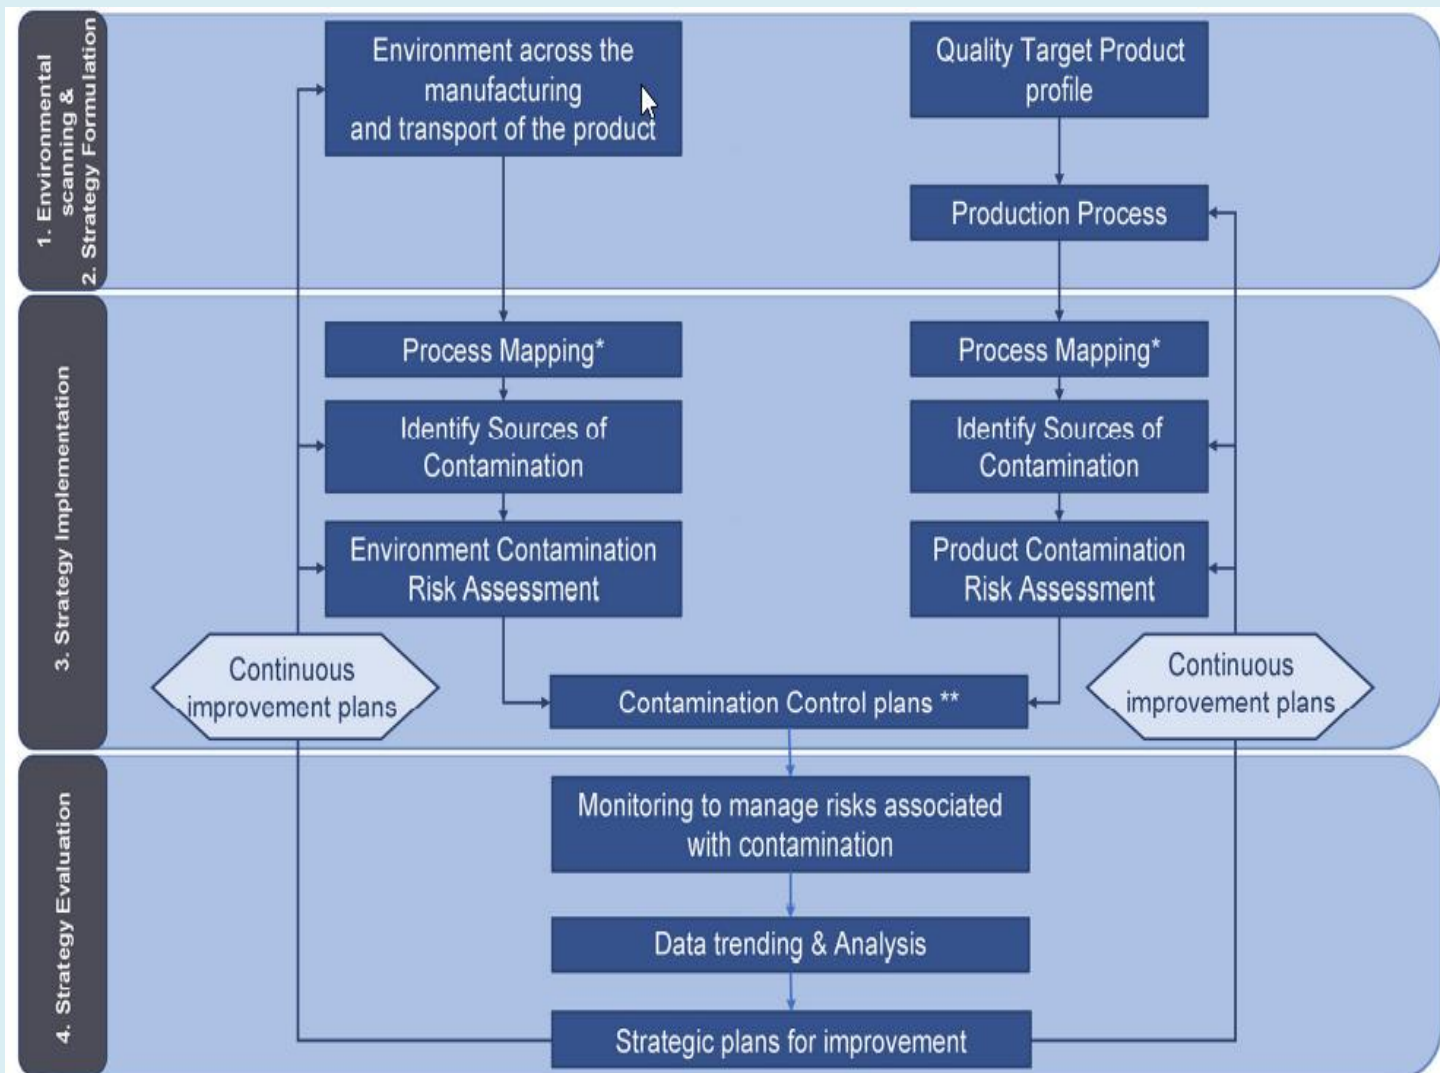 1. Environmental
scanning &
2. Strategy Formulation
Environment across the
manufacturing
and transport of the product
Quality Target Product
profile
Production Process
3. Strategy Implementation
Process Mapping*
Process Mapping*
Identify Sources of
Contamination
Identify Sources of
Contamination
Environment Contamination
Risk Assessment
Product Contamination
Risk Assessment
Continuous
improvement plans
Contamination Control plans **
Continuous
improvement plans
4. Strategy Evaluation
Monitoring to manage risks associated
with contamination
Data trending & Analysis
Strategic plans for improvement